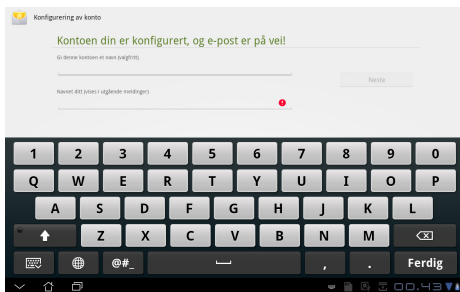 Konfigurering av konto
Kontoen din er konfigurert, og e-post er på vei!
Gi denne kontoen et navn (valgfritt)
Neste
Navnet ditt (vises i utgående meldinger)
1 2 3 4 5 6 7 8 9 0
Q W E R T Y U I O P
A S D F G H J K L
Z X C V B N M
@#_ , . Ferdig
00.43